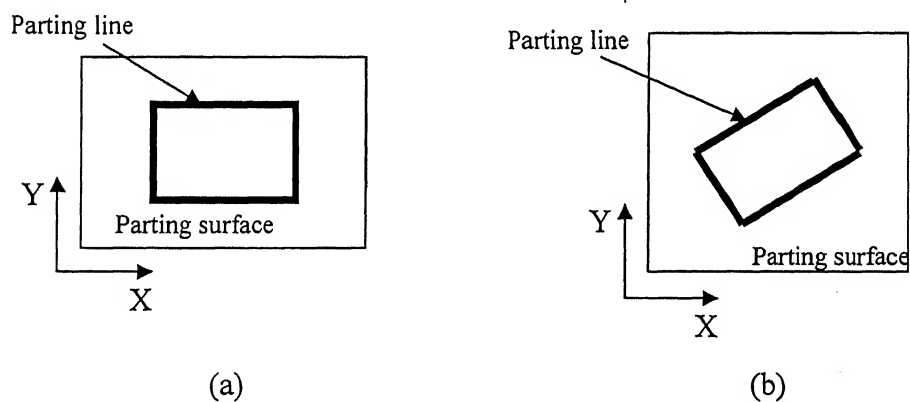 Parting line
Y
Parting surface
X
(a)
Parting line
Y
Parting surface
X
(b)